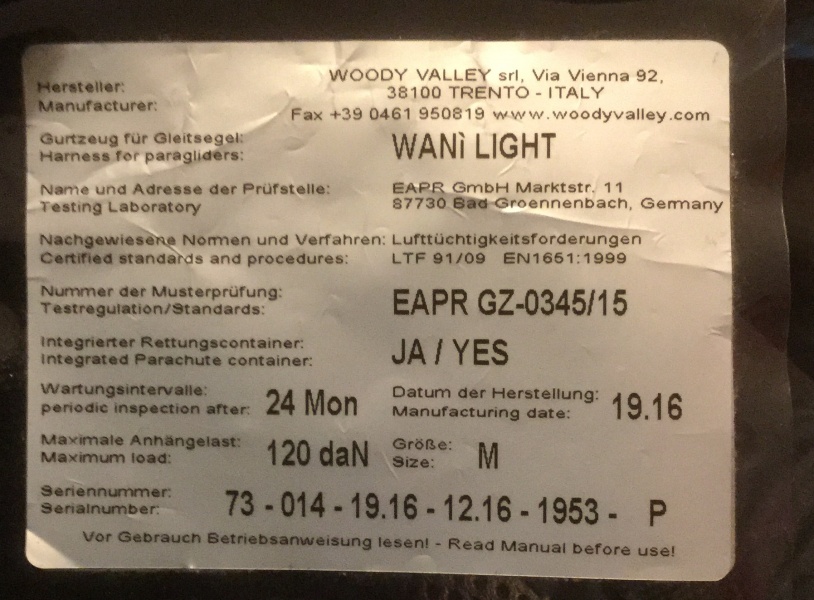 Hersteller: WOODY VALLEY srl, Via Vienna 92,
Manufacturer: 38100 TRENTO - ITALY
Fax +39 0461 950819 www.woodyvalley.com
Gurtzeug für Gleitsegel: WANì LIGHT
Harness for paragliders:
Name und Adresse der Prüfstelle: EAPR GmbH Marktstr. 11
Testing Laboratory 87730 Bad Groennenbach, Germany
Nachgewiesene Normen und Verfahren: Lufttüchtigkeitsforderungen
Certified standards and procedures: LTF 91/09 EN1651:1999
Nummer der Musterprüfung: EAPR GZ-0345/15
Testregulation/Standards:
Integrierter Rettungscontainer: JA / YES
Integrated Parachute container:
Wartungsintervalle: 24 Mon Datum der Herstellung: 19.16
periodic inspection after: Manufacturing date:
Maximale Anhängelast: 120 daN Größe: M
Maximum load: Size:
Seriennummer: 73 - 014 - 19.16 - 12.16 - 1953 - P
Serialnumber:
Vor Gebrauch Betriebsanweisung lesen! - Read Manual before use!